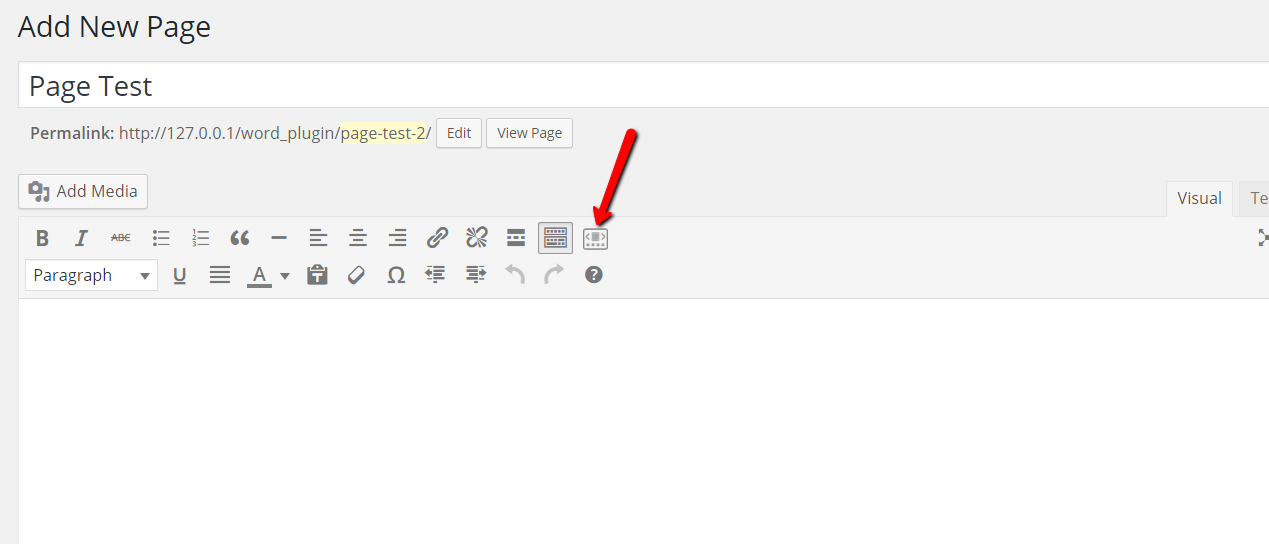 Add New Page
Page Test
Permalink: http://127.0.0.1/word_plugin/page-test-2/ Edit View Page
Add Media
Visual Te
B I ABC
Paragraph U A Ω ?